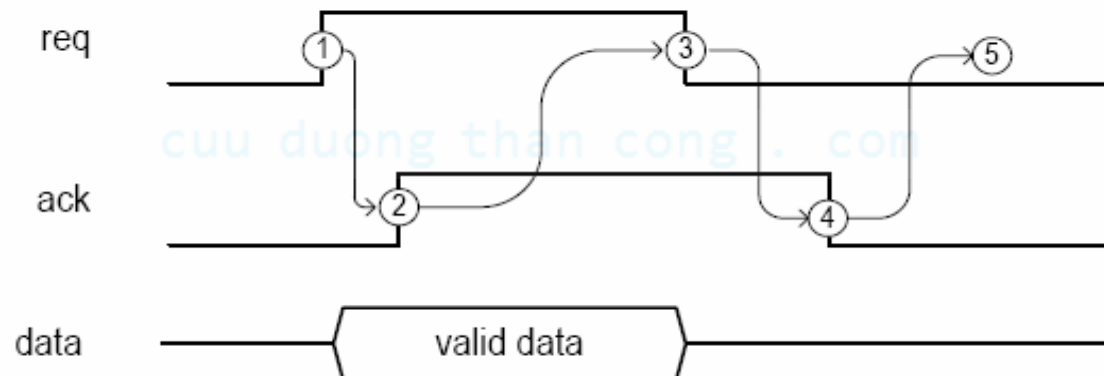 req
1
3
5
cuu duong than cong . com
ack
2
4
data
valid data